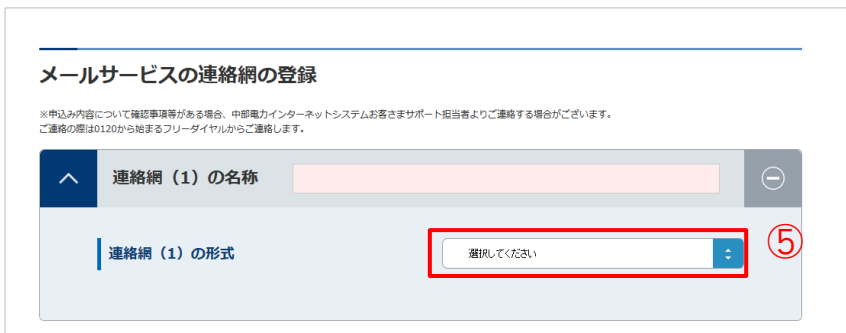 メールサービスの連絡網の登録
※申込み内容について確認事項等がある場合、中部電力インターネットシステムお客さまサポート担当者よりご連絡する場合がございます。
ご連絡の際は0120から始まるフリーダイヤルからご連絡します。
連絡網（1）の名称
連絡網（1）の形式
選択してください
⑤